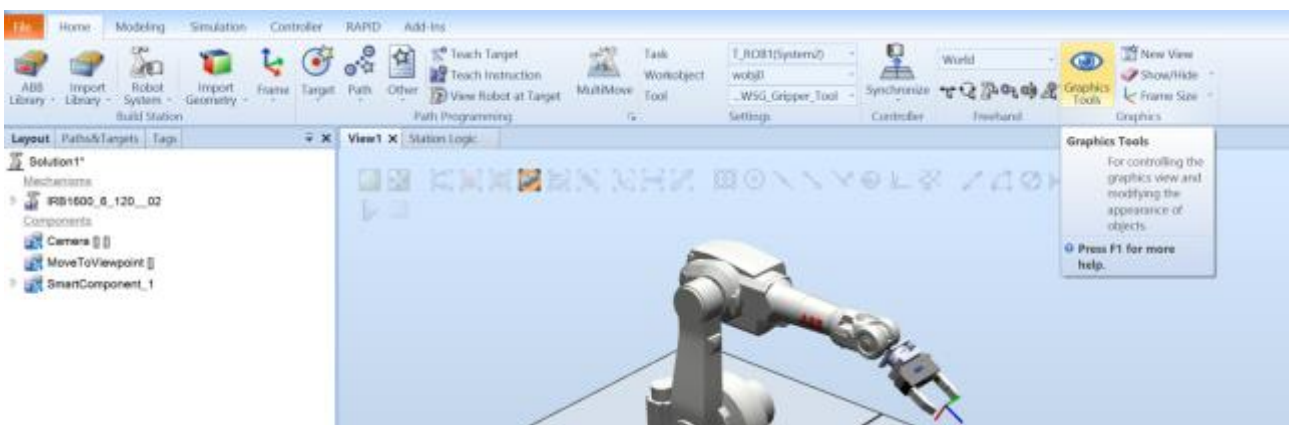 File Home Modeling Simulation Controller RAPID Add-Ins
ABB Library
Import Library
Robot System
Import Geometry
Frame
Target
Path
Other
Build Station
Teach Target
Teach Instruction
View Robot at Target
MultiMove
Path Programming
Task T_ROB1(System2)
Workobject wobj0
Tool ..WSG_Gripper_Tool
Settings
Synchronize
Controller
World
Freehand
Graphics Tools
New View
Show/Hide
Frame Size
Graphics
Layout Paths&Targets Tags
View1 Station Logic
Solution1*
Mechanisms
IRB1600_6_120__02
Components
Camera [] []
MoveToViewpoint []
SmartComponent_1
Graphics Tools
For controlling the
graphics view and
modifying the
appearance of
objects.
Press F1 for more
help.
ABB